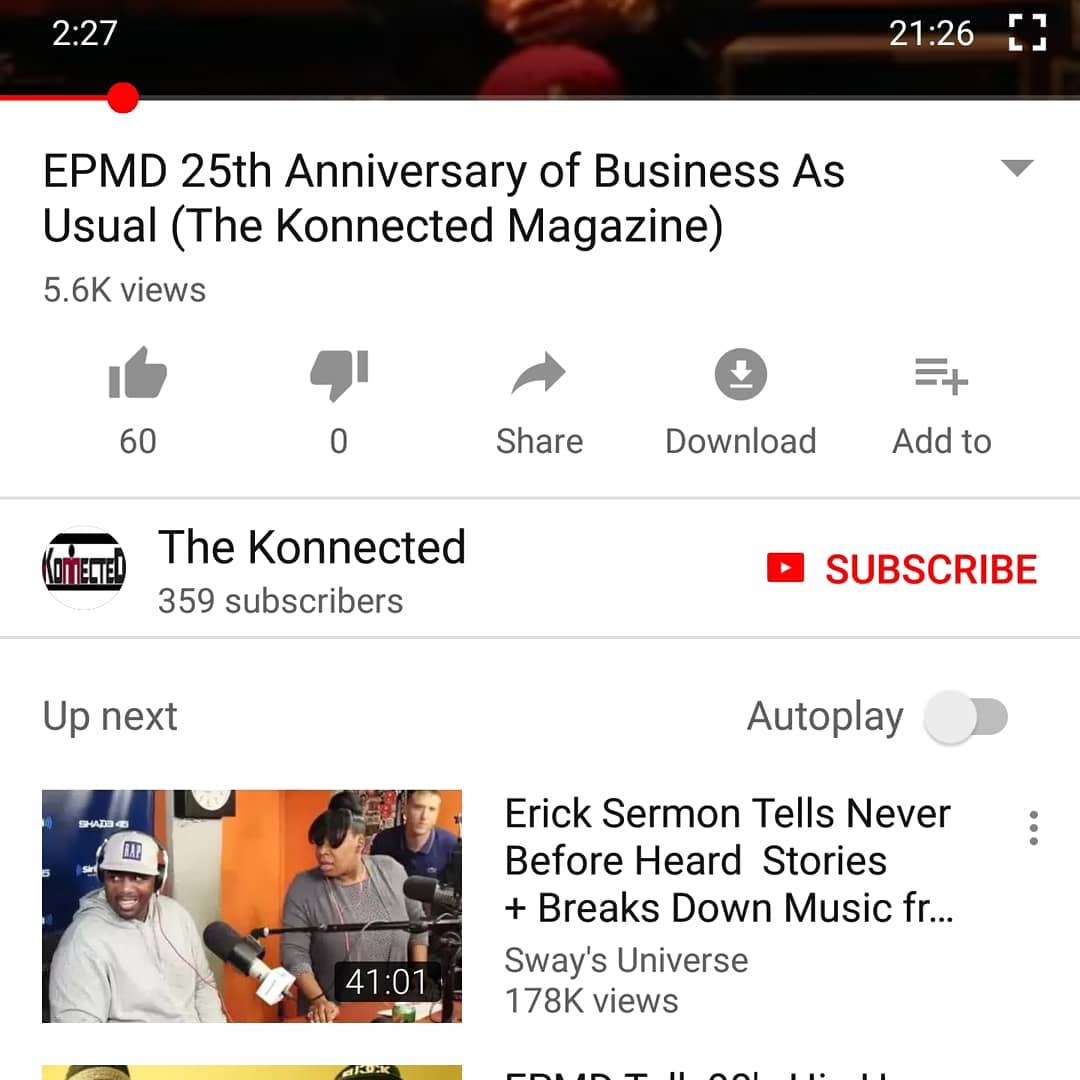 2:27 21:26
EPMD 25th Anniversary of Business As
Usual (The Konnected Magazine)
5.6K views
60 0 Share Download Add to
KonnecteD
The Konnected
359 subscribers
SUBSCRIBE
Up next Autoplay
SHADE 45
RAP
41:01
Erick Sermon Tells Never
Before Heard Stories
+ Breaks Down Music fr...
Sway's Universe
178K views